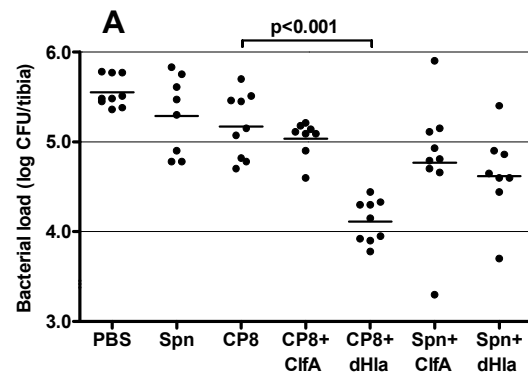 A
p<0.001
Bacterial load (log CFU/tibia)
6.0
5.0
4.0
3.0
PBS Spn CP8 CP8+ CP8+ Spn+ Spn+
ClfA dHla ClfA dHla